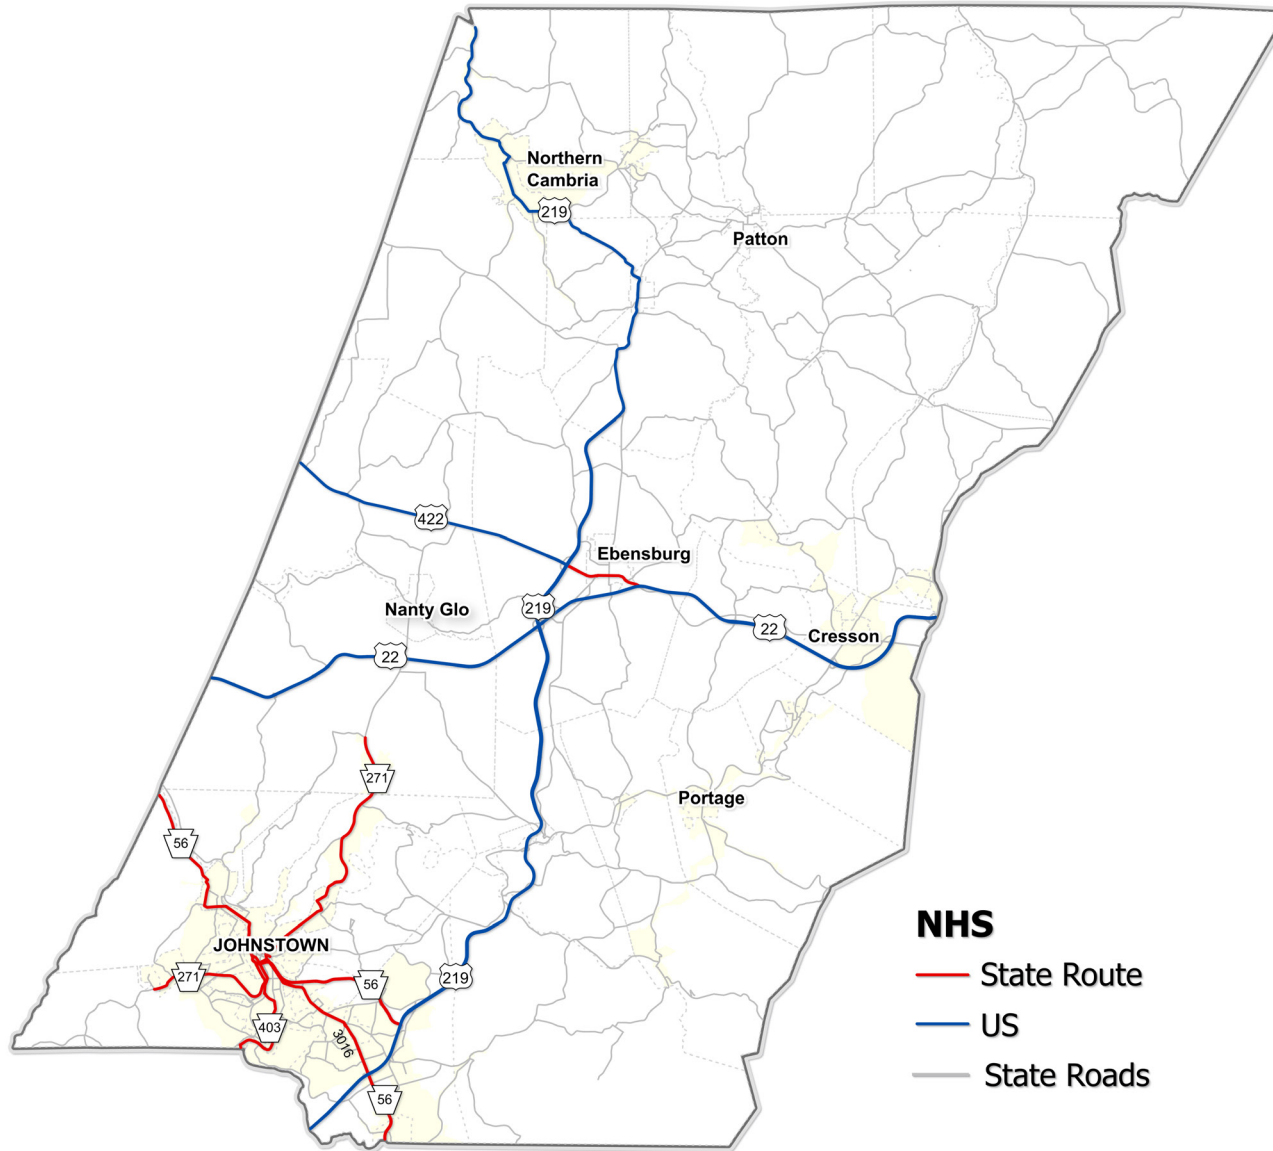 Northern
Cambria
219
Patton
422
Ebensburg
Nanty Glo
219
22
Cresson
22
271
Portage
56
NHS
JOHNSTOWN
State Route
271
56
219
403
3016
US
State Roads
56